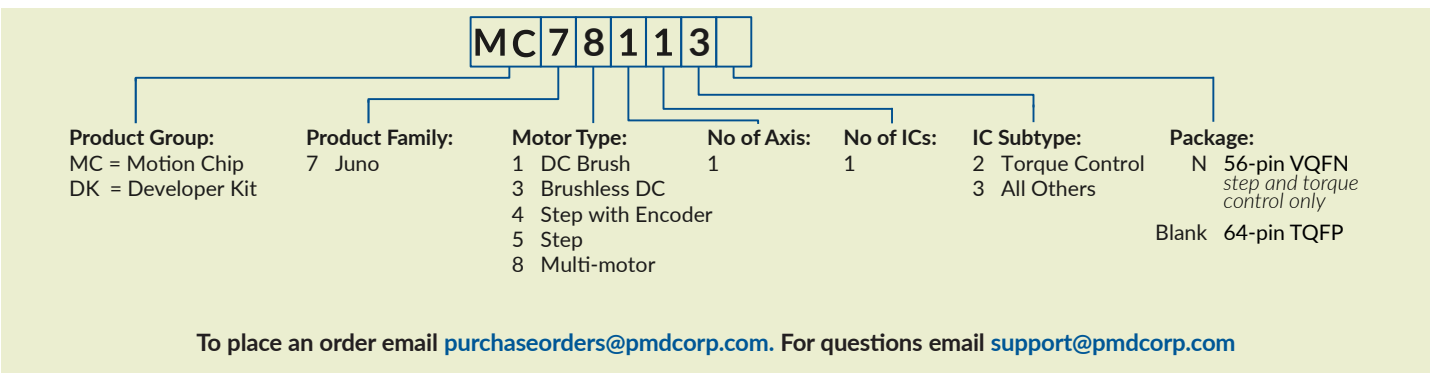 MC78113
Product Group:
MC = Motion Chip
DK = Developer Kit
Product Family:
7 Juno
Motor Type:
1 DC Brush
3 Brushless DC
4 Step with Encoder
5 Step
8 Multi-motor
No of Axis:
1
No of ICs:
1
IC Subtype:
2 Torque Control
3 All Others
Package:
N 56-pin VQFN
step and torque
control only
Blank 64-pin TQFP
To place an order email purchaseorders@pmdcorp.com. For questions email support@pmdcorp.com